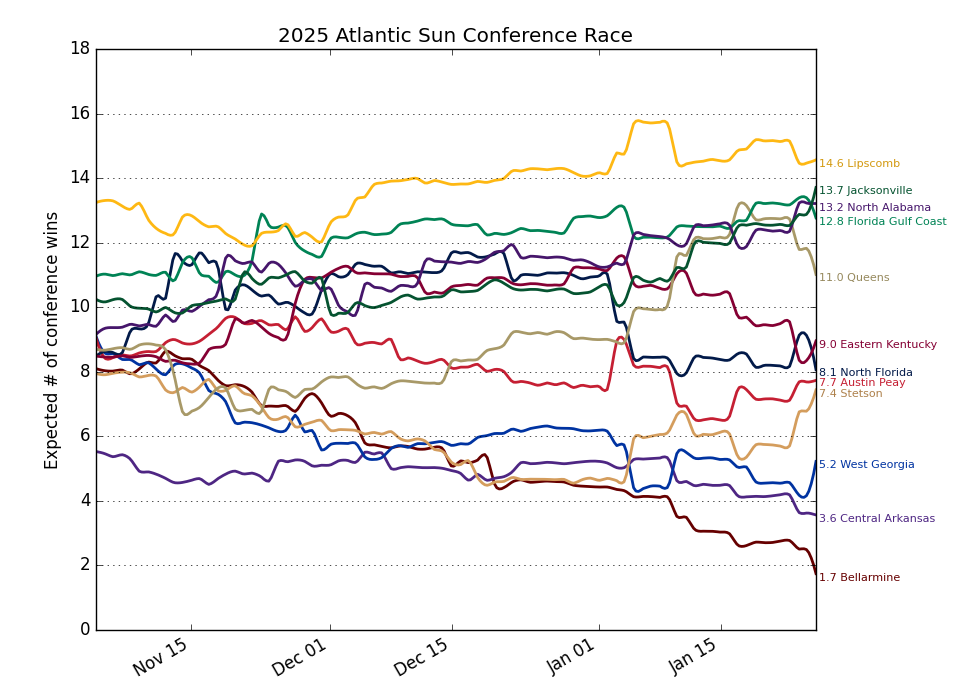 2025 Atlantic Sun Conference Race
Expected # of conference wins
18
16
14
12
10
8
6
4
2
0
Nov 15
Dec 01
Dec 15
Jan 01
Jan 15
14.6 Lipscomb
13.7 Jacksonville
13.2 North Alabama
12.8 Florida Gulf Coast
11.0 Queens
9.0 Eastern Kentucky
8.1 North Florida
7.7 Austin Peay
7.4 Stetson
5.2 West Georgia
3.6 Central Arkansas
1.7 Bellarmine